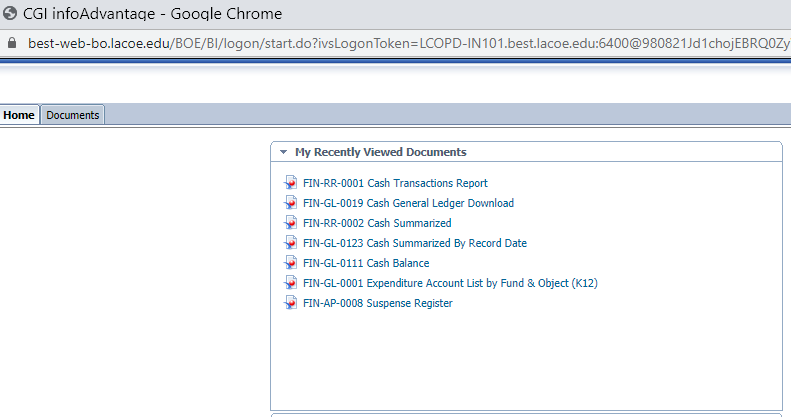 CGI infoAdvantage - Google Chrome
best-web-bo.lacoe.edu/BOE/BI/logon/start.do?ivsLogonToken=LCOPD-IN101.best.lacoe.edu:6400@980821Jd1chojEBRQ0Zy
Home Documents
My Recently Viewed Documents
FIN-RR-0001 Cash Transactions Report
FIN-GL-0019 Cash General Ledger Download
FIN-RR-0002 Cash Summarized
FIN-GL-0123 Cash Summarized By Record Date
FIN-GL-0111 Cash Balance
FIN-GL-0001 Expenditure Account List by Fund & Object (K12)
FIN-AP-0008 Suspense Register